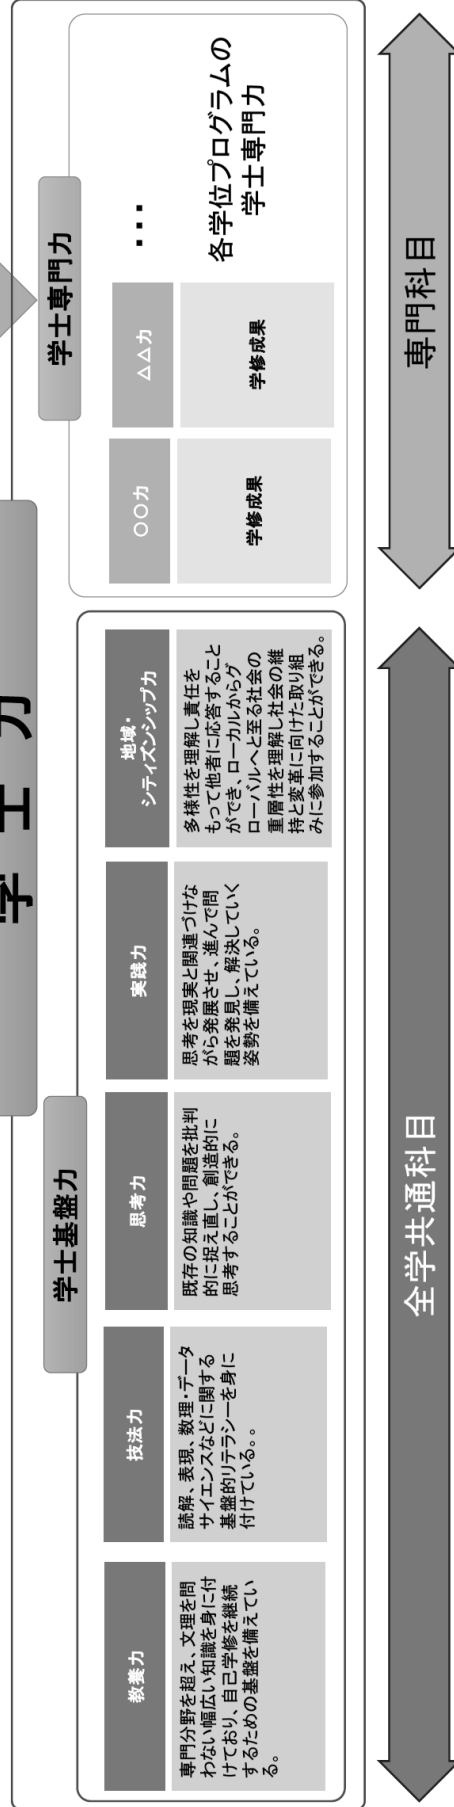 学士力
学士基盤力
教養力
専門分野を超え、文理を問
わない幅広い知識を身に付
けており、自己学修を継続
するための基盤を備えてい
る。
技法力
読解、表現、数理・データ
サイエンスなどに関する
基盤的リテラシーを身に
付けている。。
思考力
既存の知識や問題を批判
的に捉え直し、創造的に
思考することができる。
実践力
思考を現実と関連づけな
がら発展させ、進んで問
題を発見し、解決していく
姿勢を備えている。
地域・
シティズンシップ力
多様性を理解し責任を
もって他者に応答すること
ができ、ローカルからグ
ローバルへと至る社会の
重層性を理解し社会の維
持と変革に向けた取り組
みに参加することができる。
学士専門力
○○力
学修成果
△△力
学修成果
・・・
各学位プログラムの
学士専門力
全学共通科目
専門科目